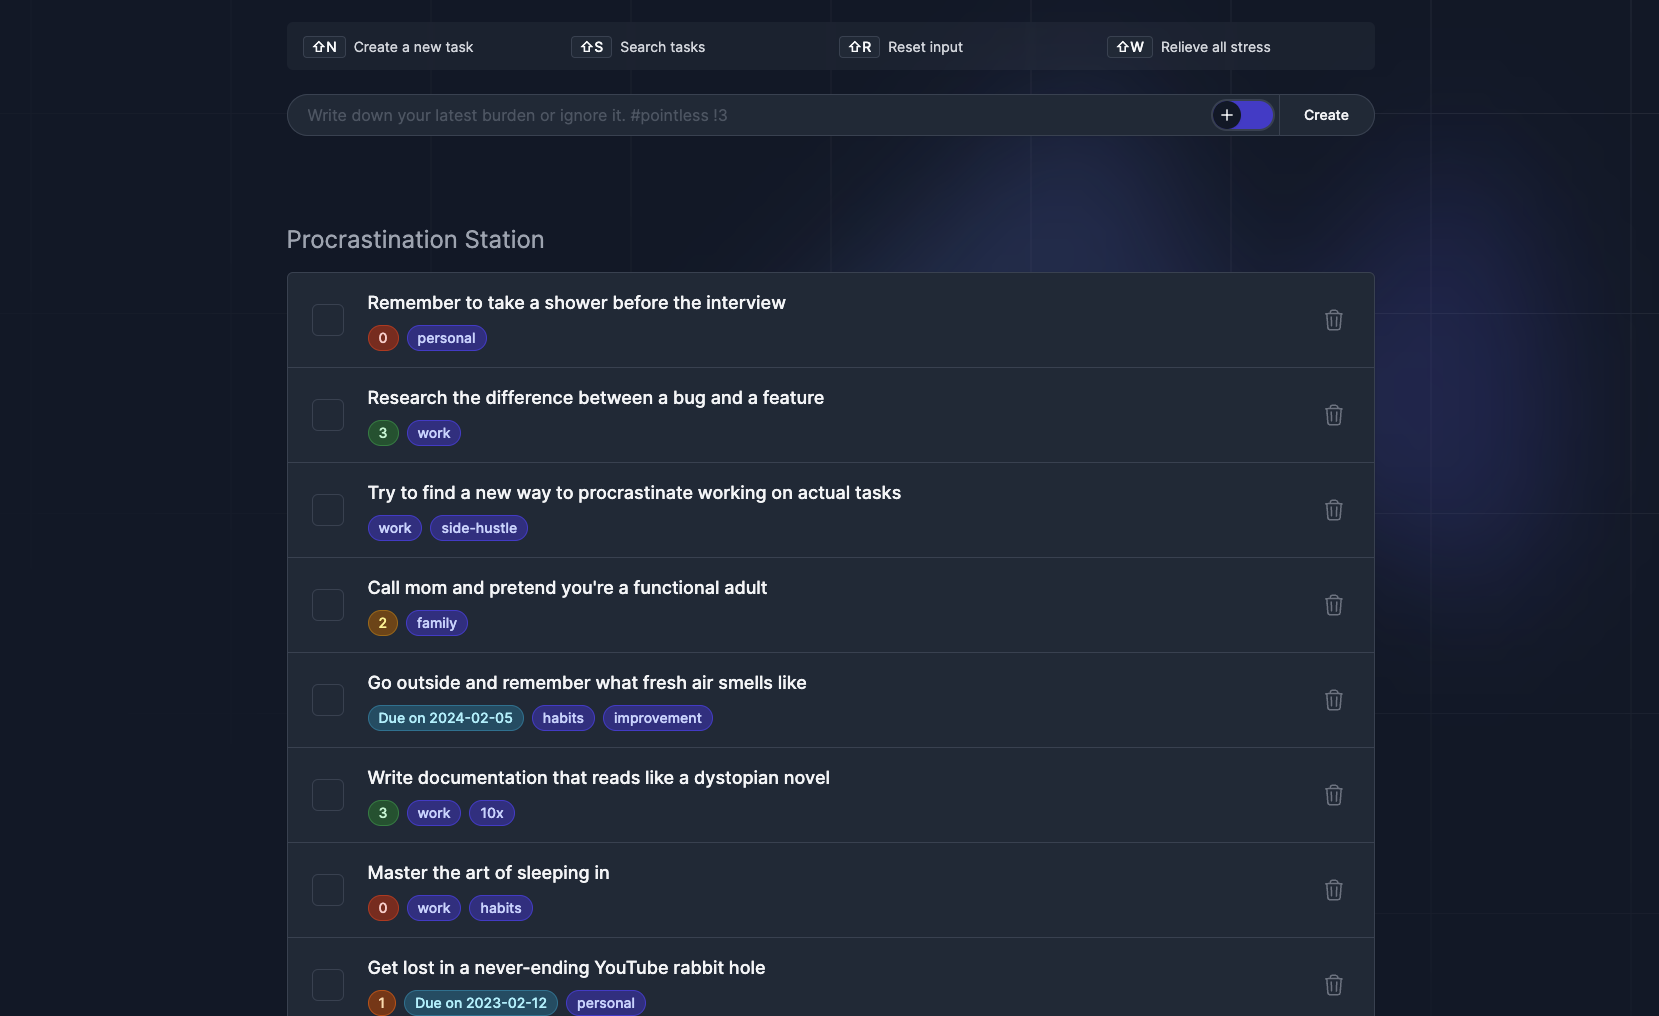 ⇧N Create a new task ⇧S Search tasks ⇧R Reset input ⇧W Relieve all stress
Write down your latest burden or ignore it. #pointless !3 + Create
Procrastination Station
Remember to take a shower before the interview
0 personal
Research the difference between a bug and a feature
3 work
Try to find a new way to procrastinate working on actual tasks
work side-hustle
Call mom and pretend you're a functional adult
2 family
Go outside and remember what fresh air smells like
Due on 2024-02-05 habits improvement
Write documentation that reads like a dystopian novel
3 work 10x
Master the art of sleeping in
0 work habits
Get lost in a never-ending YouTube rabbit hole
1 Due on 2023-02-12 personal